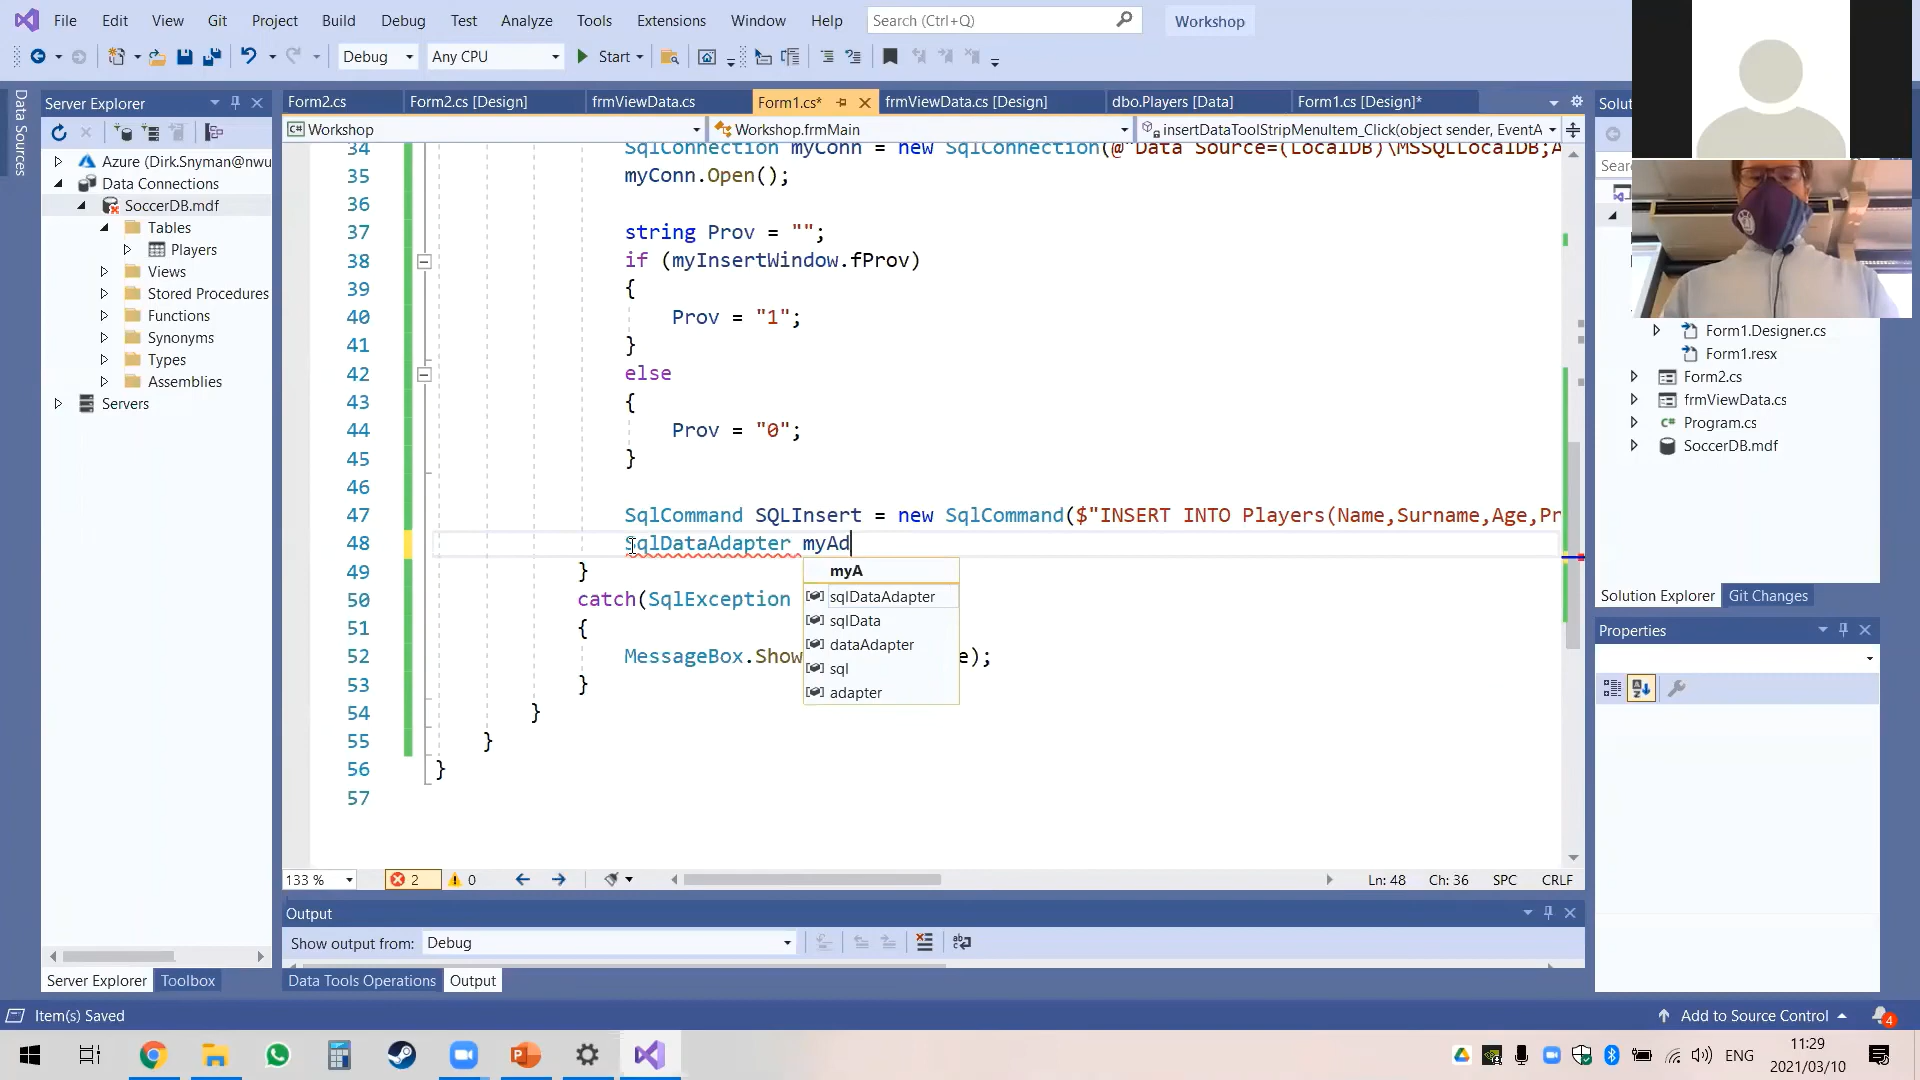 File Edit View Git Project Build Debug Test Analyze Tools Extensions Window Help Search (Ctrl+Q) Workshop
Debug Any CPU Start
Data Sources
Server Explorer
Azure (Dirk.Snyman@nwu
Data Connections
SoccerDB.mdf
Tables
Players
Views
Stored Procedures
Functions
Synonyms
Types
Assemblies
Servers
Server Explorer Toolbox
Form2.cs Form2.cs [Design] frmViewData.cs Form1.cs* frmViewData.cs [Design] dbo.Players [Data] Form1.cs [Design]*
C# Workshop Workshop.frmMain insertDataToolStripMenuItem_Click(object sender, EventA
34 SqlConnection myConn = new SqlConnection(@"Data Source=(LocalDB)\MSSQLLocalDB;A
35 myConn.Open();
36
37 string Prov = "";
38 if (myInsertWindow.fProv)
39 {
40 Prov = "1";
41 }
42 else
43 {
44 Prov = "0";
45 }
46
47 SqlCommand SQLInsert = new SqlCommand($"INSERT INTO Players(Name,Surname,Age,Pr
48 SqlDataAdapter myAd
49 }
50 catch(SqlException
51 {
52 MessageBox.Show e);
53 }
54 }
55 }
56 }
57
myA
sqlDataAdapter
sqlData
dataAdapter
sql
adapter
133 % 2 0 Ln: 48 Ch: 36 SPC CRLF
Output
Show output from: Debug
Data Tools Operations Output
Solu
Sear
Form1.Designer.cs
Form1.resx
Form2.cs
frmViewData.cs
C# Program.cs
SoccerDB.mdf
Solution Explorer Git Changes
Properties
Item(s) Saved Add to Source Control 4
ENG 11:29
2021/03/10